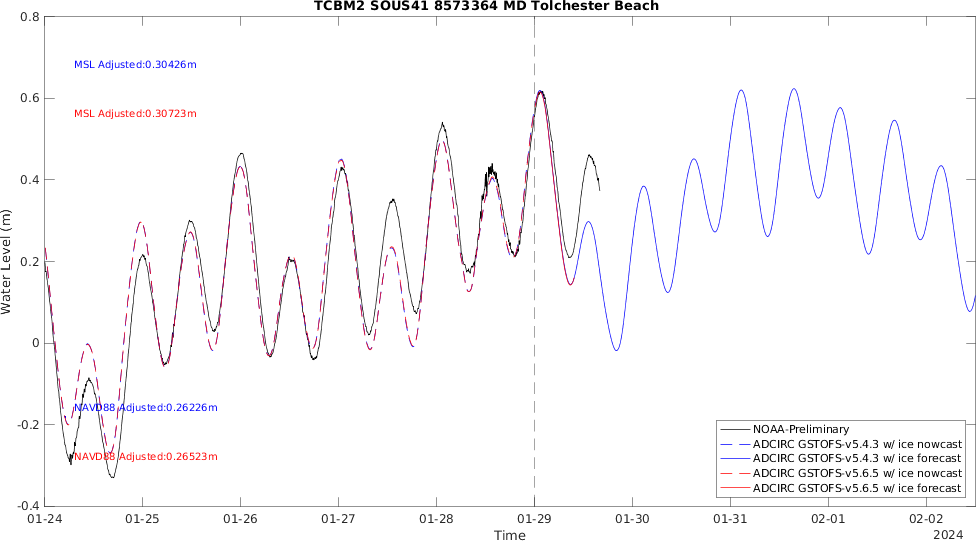 TCBM2 SOUS41 8573364 MD Tolchester Beach
0.8
MSL Adjusted:0.30426m
0.6
MSL Adjusted:0.30723m
0.4
Water Level (m)
0.2
0
NAVD88 Adjusted:0.26226m
-0.2
NAVD88 Adjusted:0.26523m
NOAA-Preliminary
ADCIRC GSTOFS-v5.4.3 w/ ice nowcast
ADCIRC GSTOFS-v5.4.3 w/ ice forecast
ADCIRC GSTOFS-v5.6.5 w/ ice nowcast
ADCIRC GSTOFS-v5.6.5 w/ ice forecast
-0.4
01-24 01-25 01-26 01-27 01-28 01-29 01-30 01-31 02-01 02-02
Time
2024